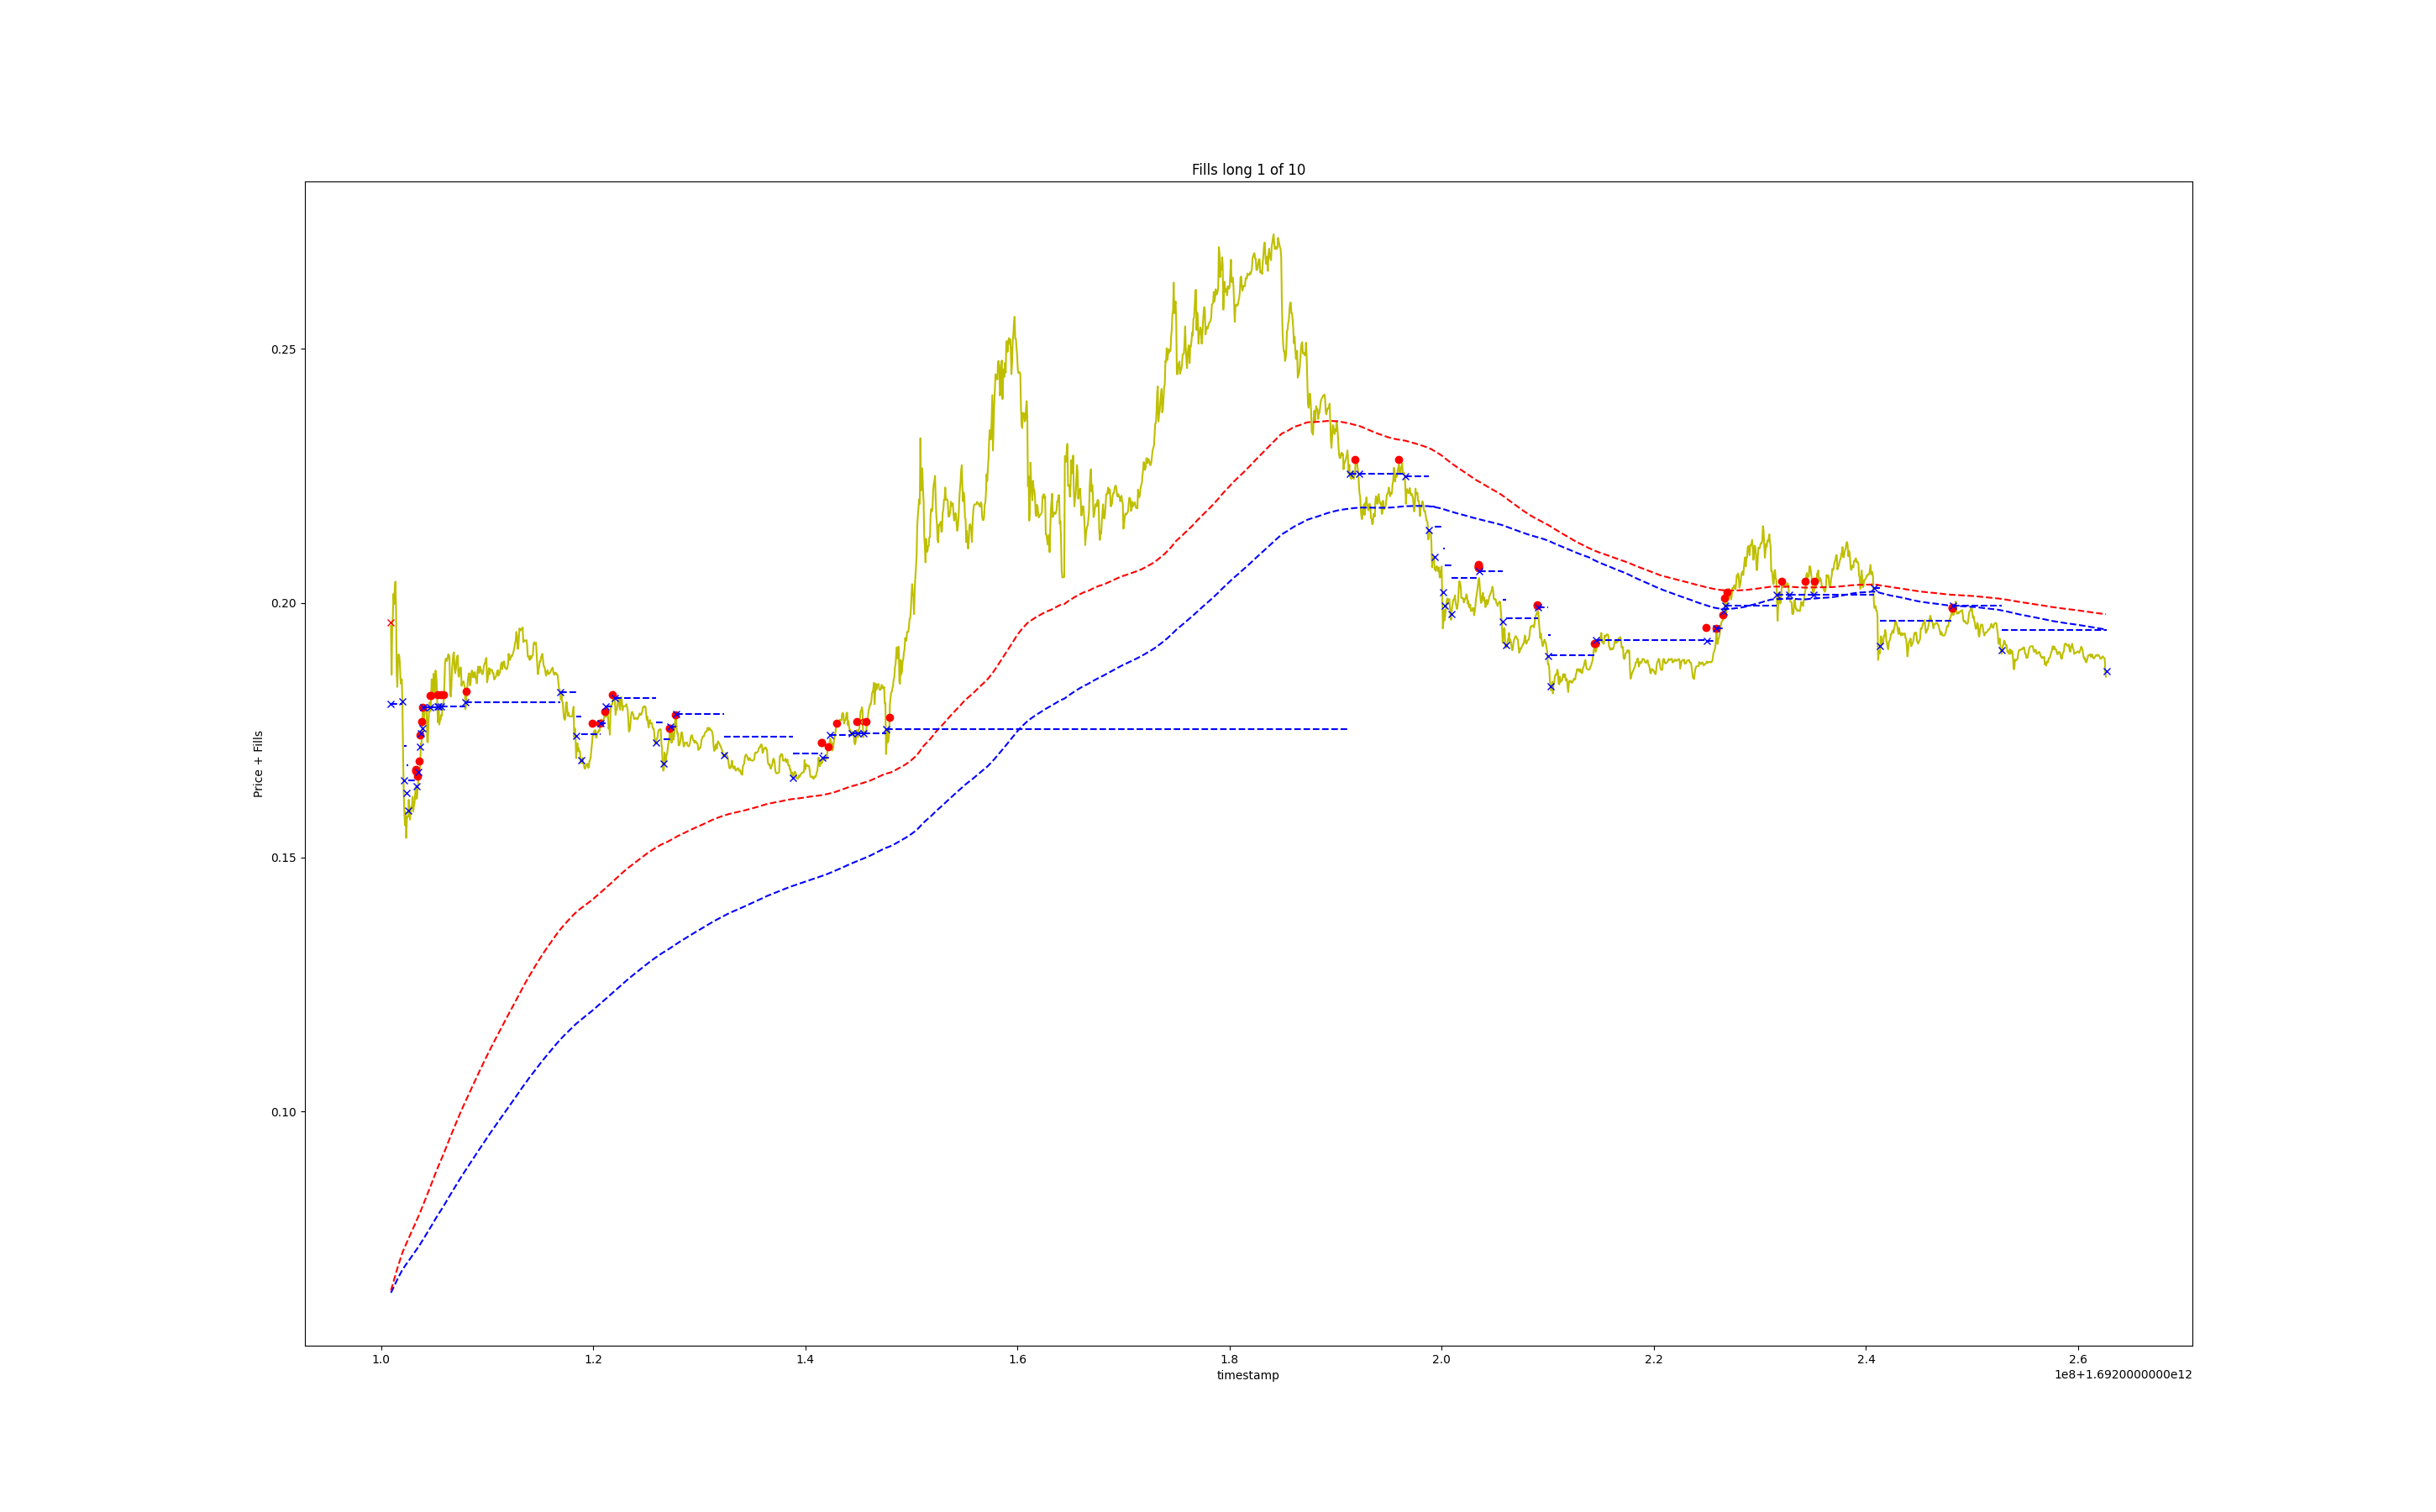 Fills long 1 of 10
0.25
0.20
0.15
0.10
Price + Fills
1.0 1.2 1.4 1.6 1.8 2.0 2.2 2.4 2.6
timestamp
1e8+1.6920000000e12